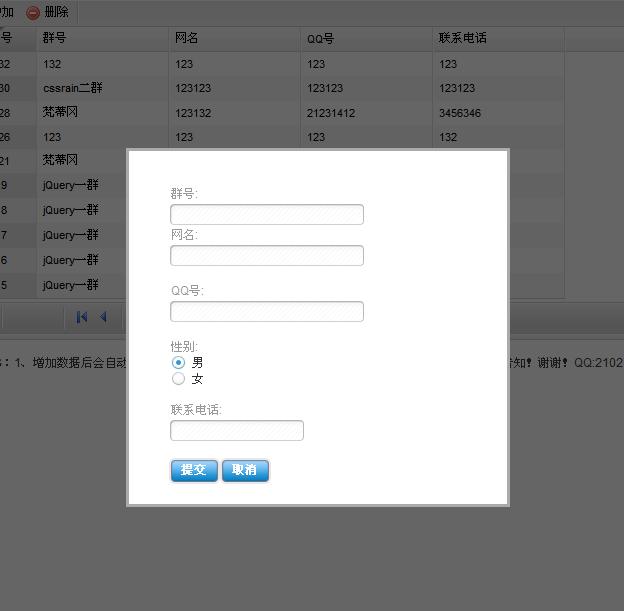 增加 删除
号 群号 网名 QQ号 联系电话
32 132 123 123 123
30 cssrain二群 123123 123123 123123
28 梵蒂冈 123132 21231412 3456346
26 123 123 123 132
21 梵蒂冈
9 jQuery一群
8 jQuery一群
7 jQuery一群
6 jQuery一群
5 jQuery一群
群号:
网名:
QQ号:
性别:
男
女
联系电话:
提交 取消
：1、增加数据后会自动
告知！谢谢！ QQ:2102